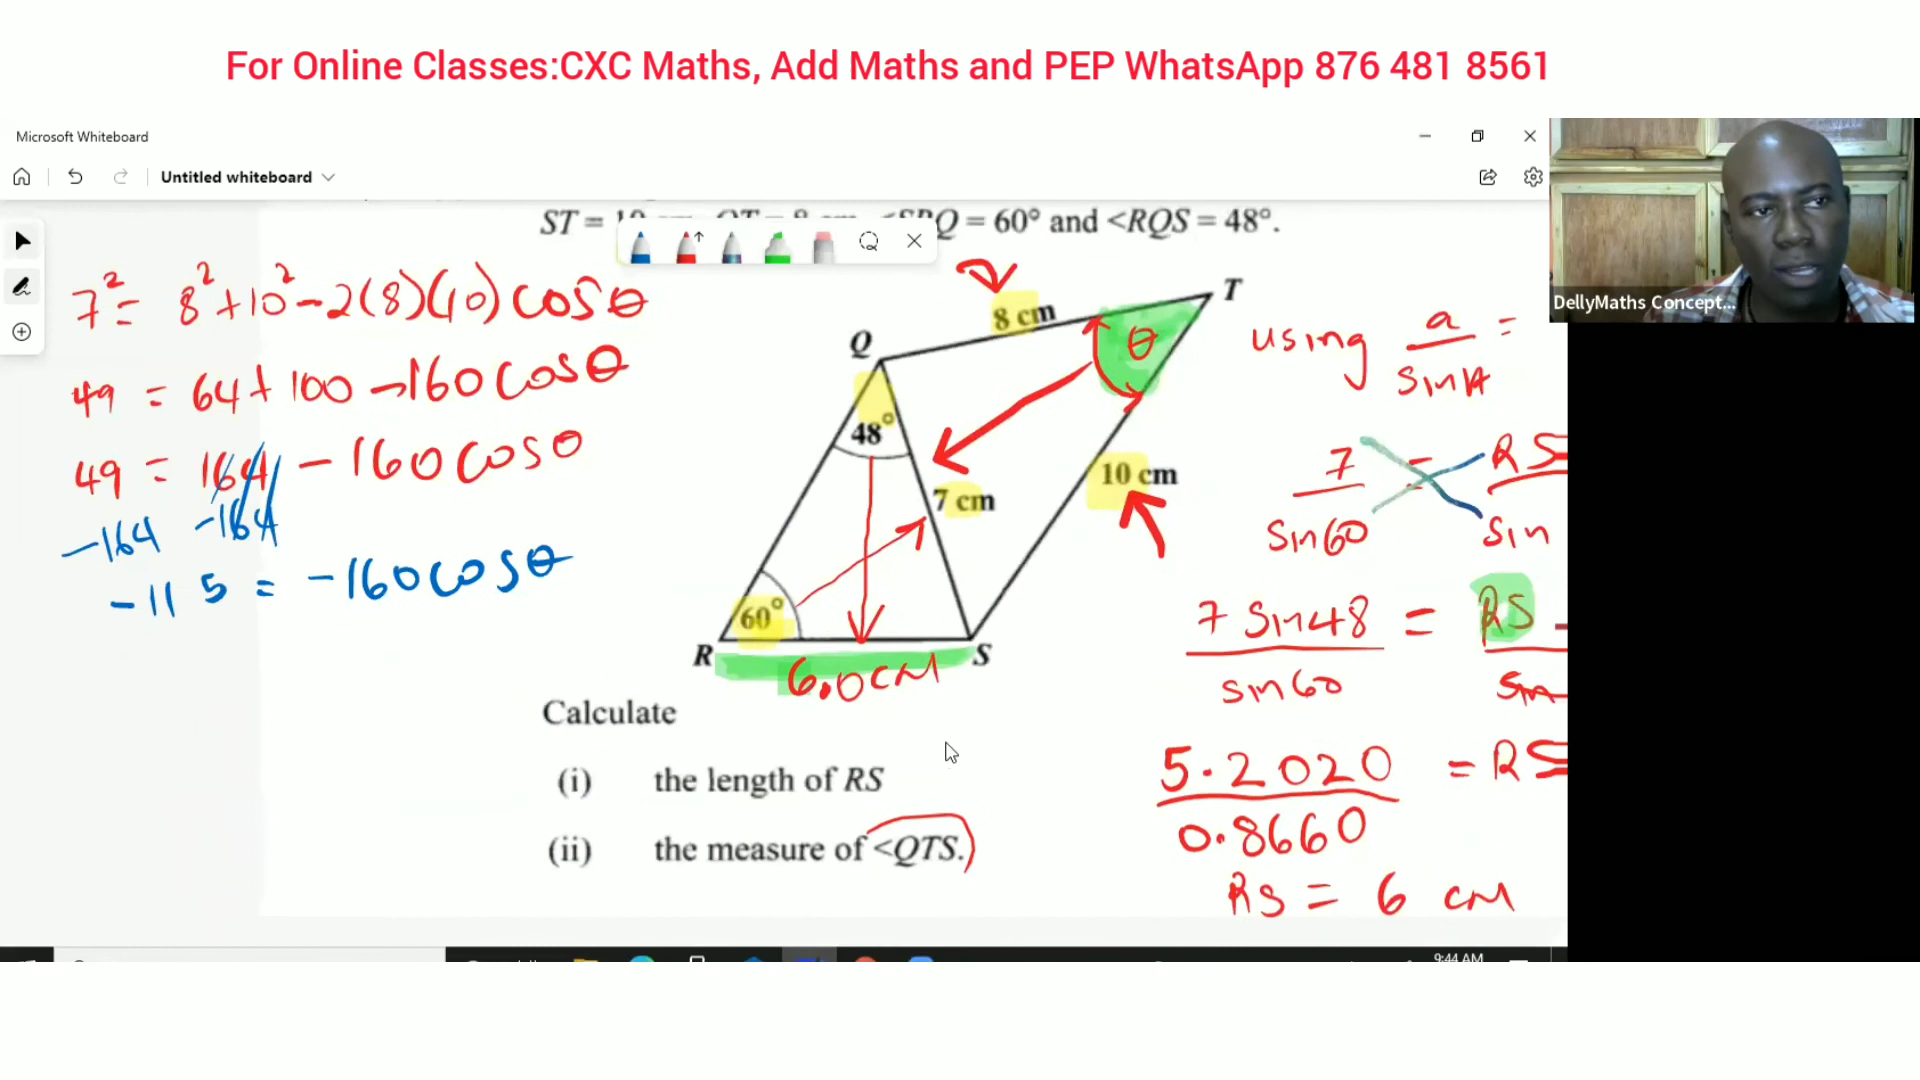 For Online Classes:CXC Maths, Add Maths and PEP WhatsApp 876 481 8561
Microsoft Whiteboard
Untitled whiteboard
ST = Q = 60° and <RQS = 48°.
7² = 8² + 10² - 2(8)(10) cos θ
49 = 64 + 100 - 160 cos θ
49 = 164 - 160 cos θ
-164 -164
-115 = -160 cos θ
8 cm
T
θ
Q
48°
7 cm
10 cm
60°
R
S
6.0 cm
Calculate
(i) the length of RS
(ii) the measure of <QTS.
using a/sin A =
7/sin 60 = RS/sin
7 sin 48/sin 60 = RS
sin
5.2020/0.8660 = RS
RS = 6 cm
DellyMaths Concept...
9:44 AM